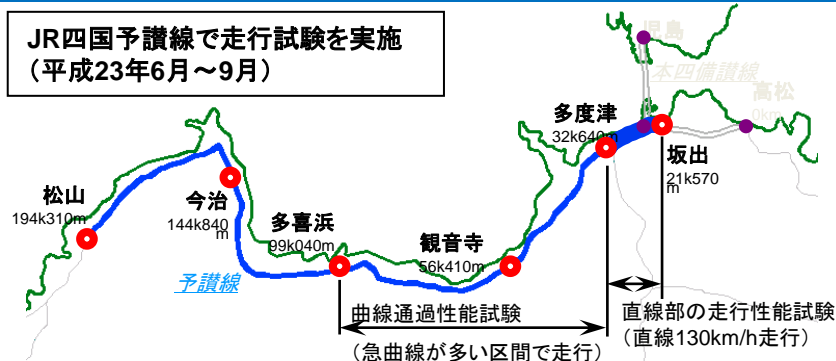 JR四国予讃線で走行試験を実施
(平成23年6月～9月)
児島
本四備讃線
高松
0km
多度津
32k640m
坂出
21k570
m
松山
194k310m
今治
144k840
m
多喜浜
99k040m
観音寺
56k410m
予讃線
曲線通過性能試験
(急曲線が多い区間で走行)
直線部の走行性能試験
(直線130km/h走行)